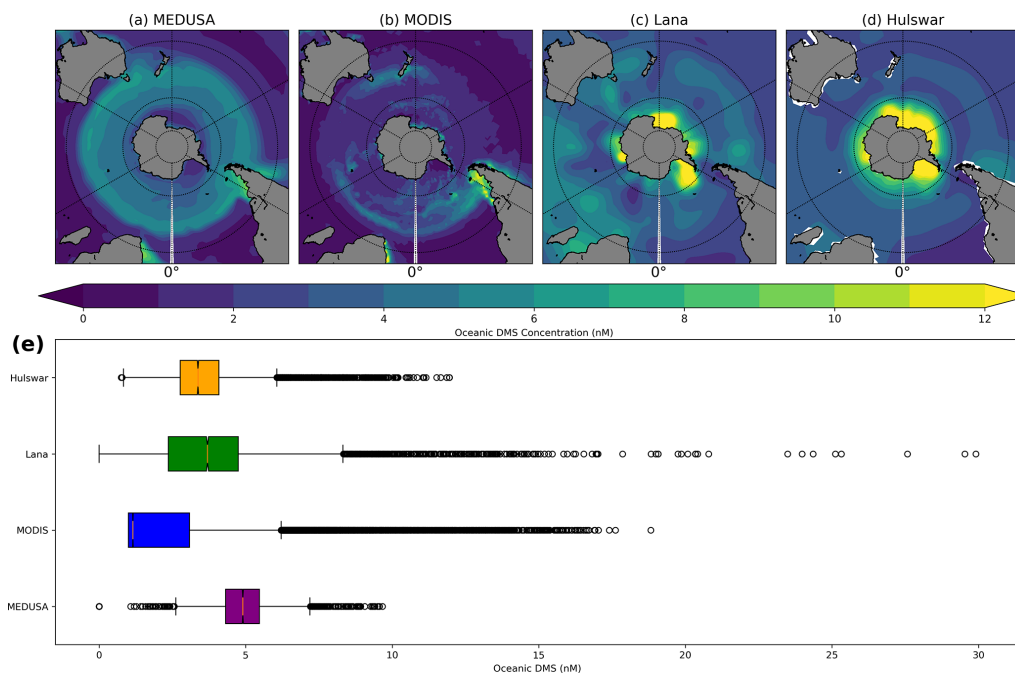 (a) MEDUSA (b) MODIS (c) Lana (d) Hulswar
0° 0° 0° 0°
0 2 4 6 8 10 12
Oceanic DMS Concentration (nM)
(e)
Hulswar
Lana
MODIS
MEDUSA
0 5 10 15 20 25 30
Oceanic DMS (nM)